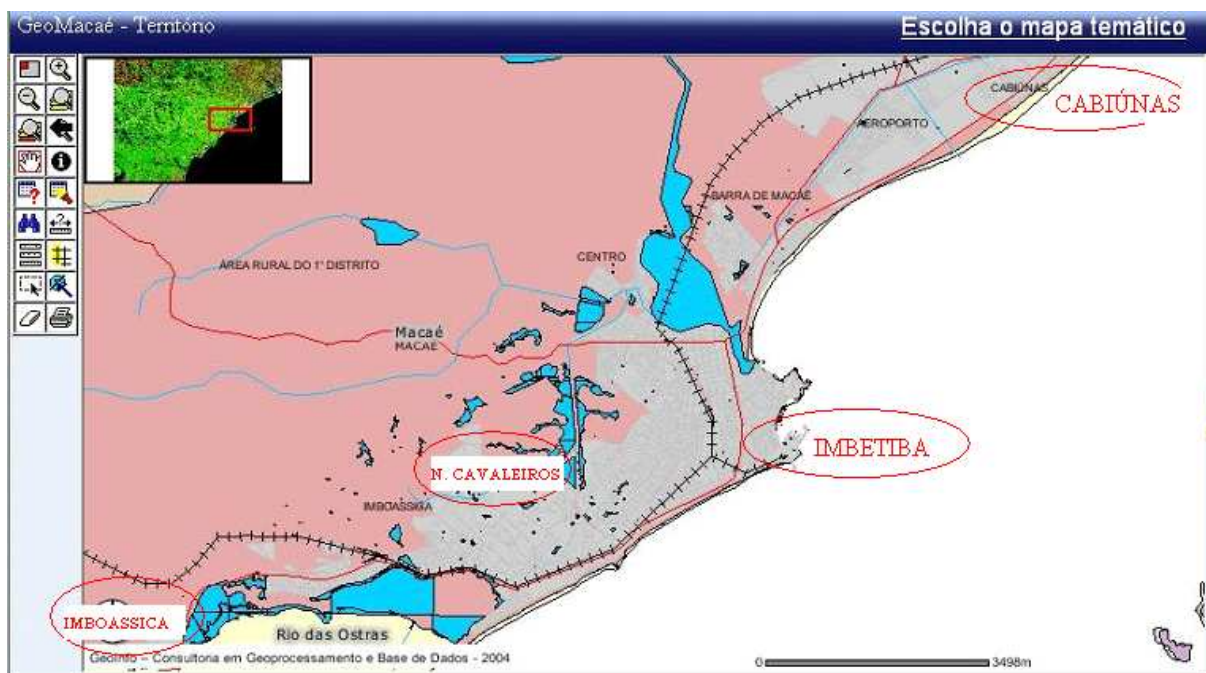 GeoMacaé - Território
Escolha o mapa temático
CABIÚNAS
CABIÚNAS
AEROPORTO
BARRA DE MACAÉ
CENTRO
ÁREA RURAL DO 1º DISTRITO
Macaé
MACAE
IMBETIBA
N. CAVALEIROS
IMBOASSIGA
IMBOASSICA
Rio das Ostras
GeoInfo – Consultoria em Geoprocessamento e Base de Dados - 2004
0 3498m